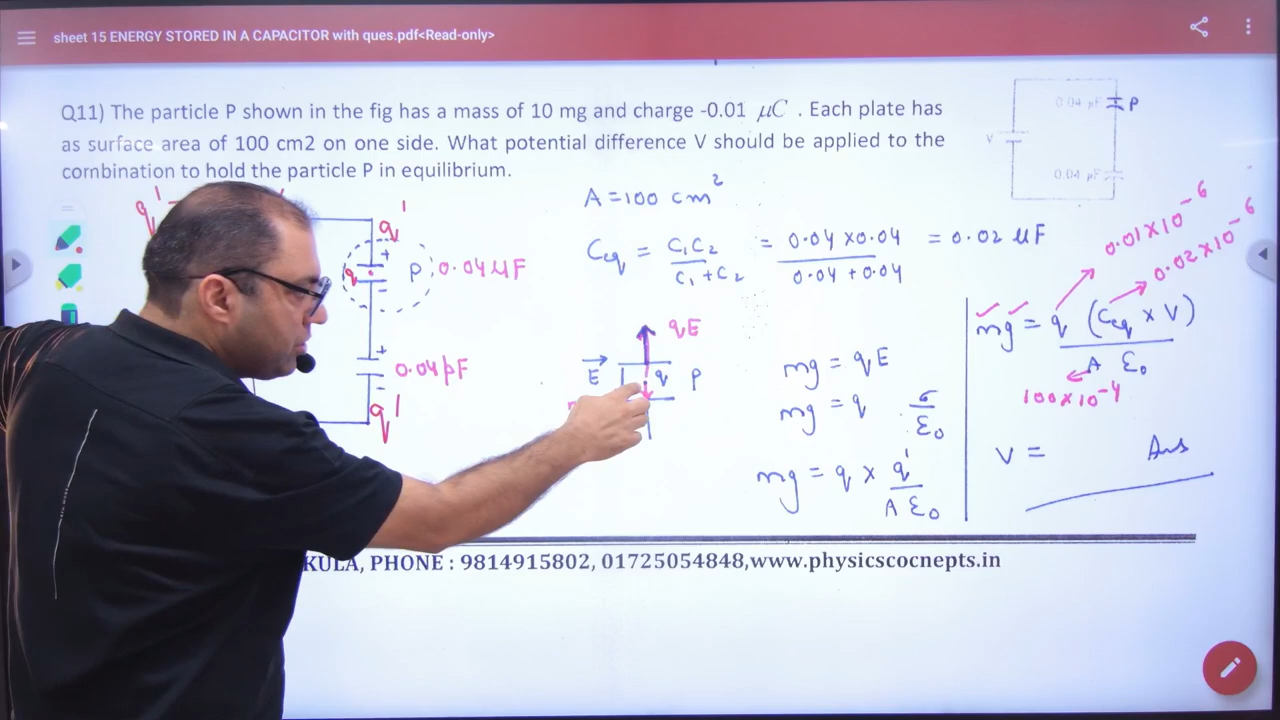 sheet 15 ENERGY STORED IN A CAPACITOR with ques.pdf<Read-only>
Q11) The particle P shown in the fig has a mass of 10 mg and charge -0.01 μC . Each plate has
as surface area of 100 cm2 on one side. What potential difference V should be applied to the
combination to hold the particle P in equilibrium.
0.04 μF P
V
0.04 μF
A = 100 cm²
q'
q'
q + P 0.04 μF
-
+ 0.04 μF
-
q'
Ceq = C₁C₂ / C₁+C₂ = 0.04 × 0.04 / 0.04 + 0.04 = 0.02 μF
qE
E q P
mg = qE
mg = q σ/ε₀
mg = q × q' / A ε₀
0.01×10⁻⁶
0.02×10⁻⁶
mg = q (Ceq × V) / A ε₀
100×10⁻⁴
V = Ans
KULA, PHONE : 9814915802, 01725054848,www.physicscocnepts.in